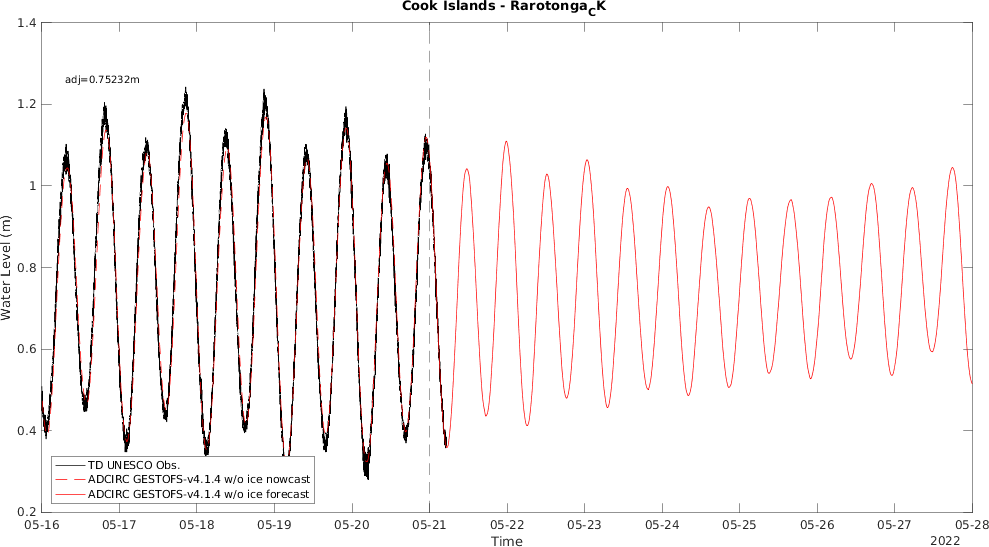 Cook Islands - Rarotonga_CK
adj=0.75232m
Water Level (m)
1.4
1.2
1
0.8
0.6
0.4
0.2
TD UNESCO Obs.
ADCIRC GESTOFS-v4.1.4 w/o ice nowcast
ADCIRC GESTOFS-v4.1.4 w/o ice forecast
05-16 05-17 05-18 05-19 05-20 05-21 05-22 05-23 05-24 05-25 05-26 05-27 05-28
Time
2022